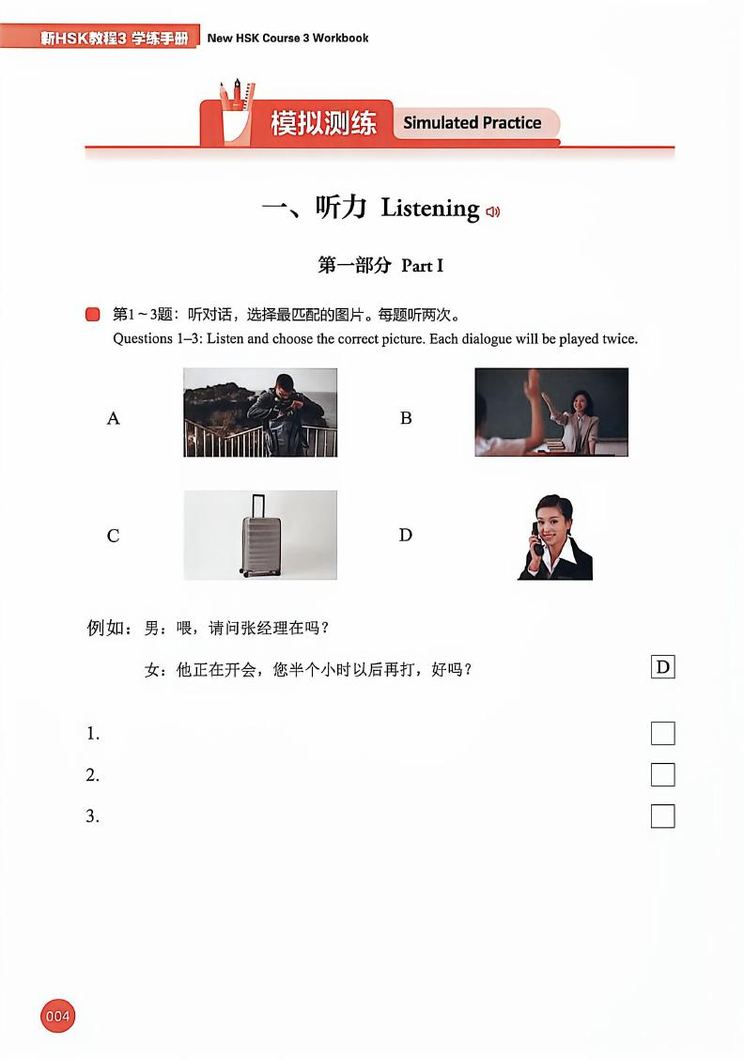 新HSK教程3 学练手册 New HSK Course 3 Workbook
模拟测练 Simulated Practice
一、听力 Listening
第一部分 Part I
第1~3题：听对话，选择最匹配的图片。每题听两次。
Questions 1–3: Listen and choose the correct picture. Each dialogue will be played twice.
A
B
C
D
例如：男：喂，请问张经理在吗？
女：他正在开会，您半个小时以后再打，好吗？ D
1.
2.
3.
004